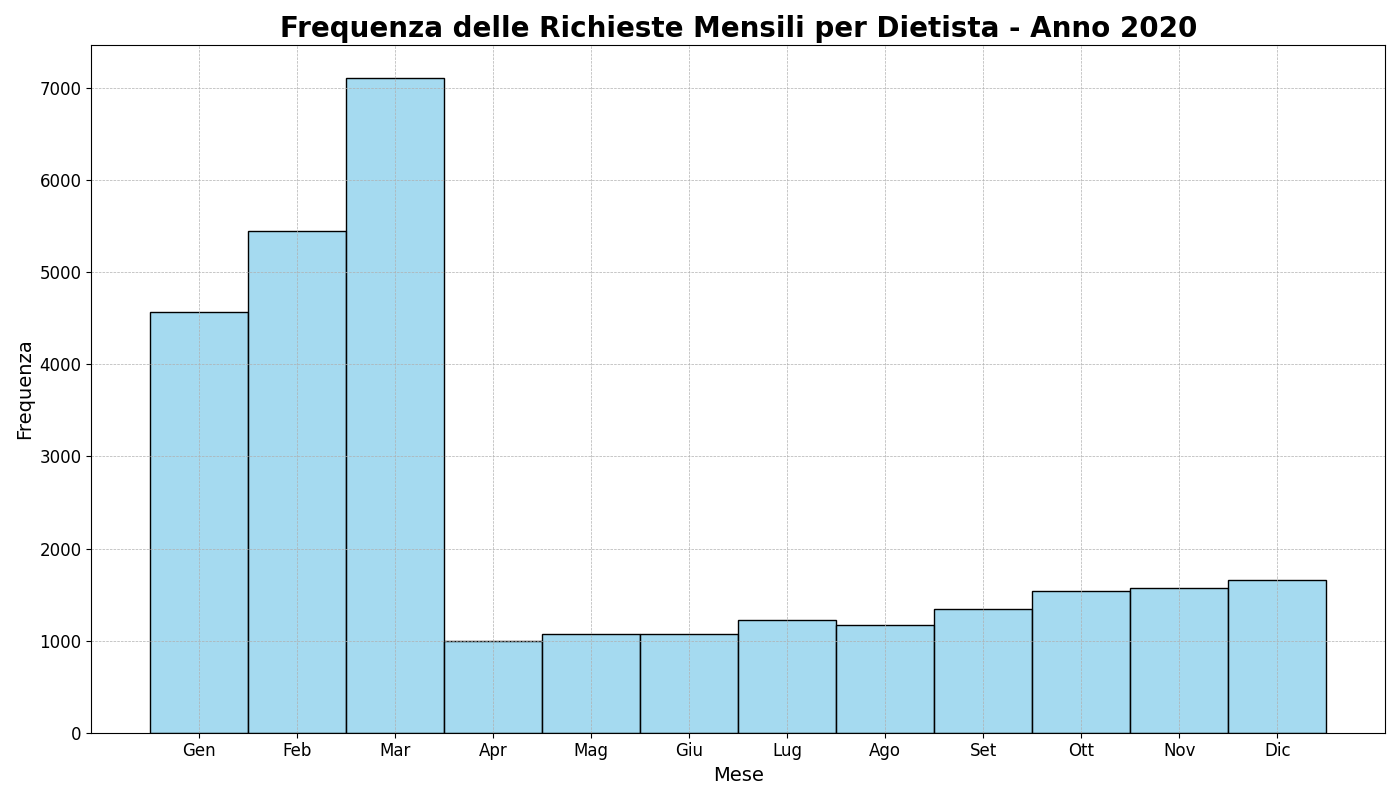 Frequenza delle Richieste Mensili per Dietista - Anno 2020
Frequenza
7000
6000
5000
4000
3000
2000
1000
0
Gen Feb Mar Apr Mag Giu Lug Ago Set Ott Nov Dic
Mese